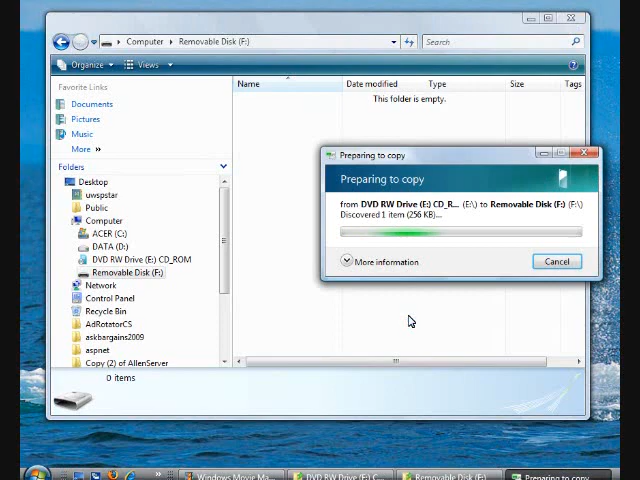 Computer ▸ Removable Disk (F:)
Search
Organize
Views
Favorite Links
Documents
Pictures
Music
More »
Folders
Desktop
uwspstar
Public
Computer
ACER (C:)
DATA (D:)
DVD RW Drive (E:) CD_ROM
Removable Disk (F:)
Network
Control Panel
Recycle Bin
AdRotatorCS
askbargains2009
aspnet
Copy (2) of AllenServer
Name
Date modified
Type
Size
Tags
This folder is empty.
Preparing to copy
Preparing to copy
from DVD RW Drive (E:) CD_R... (E:\) to Removable Disk (F:) (F:\)
Discovered 1 item (256 KB)...
More information
Cancel
0 items
Windows Movie Ma...
DVD RW Drive (E:) C...
Removable Disk (F:)
Preparing to copy